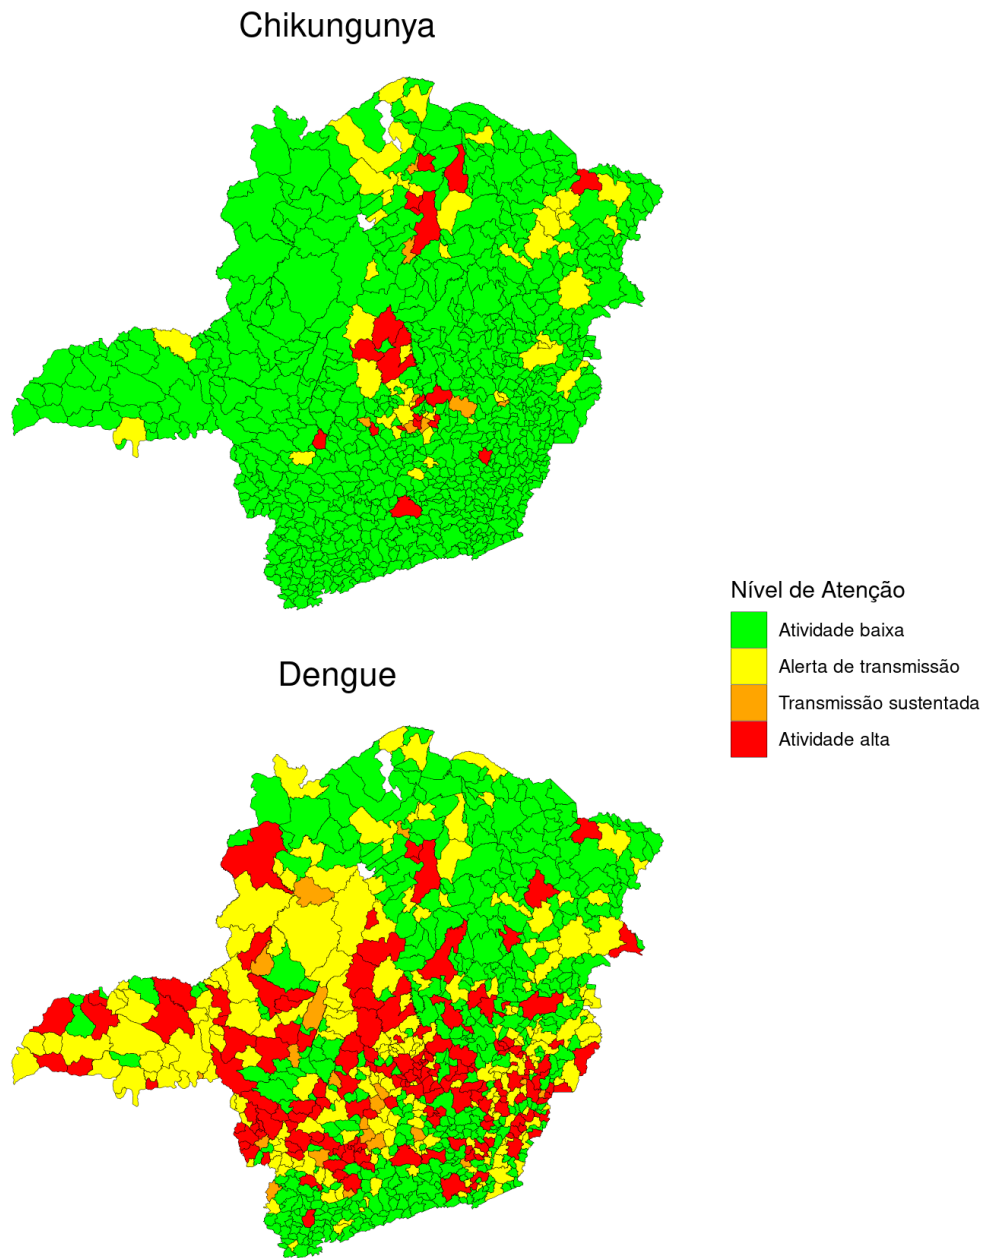 Chikungunya
Nível de Atenção
Atividade baixa
Alerta de transmissão
Transmissão sustentada
Atividade alta
Dengue